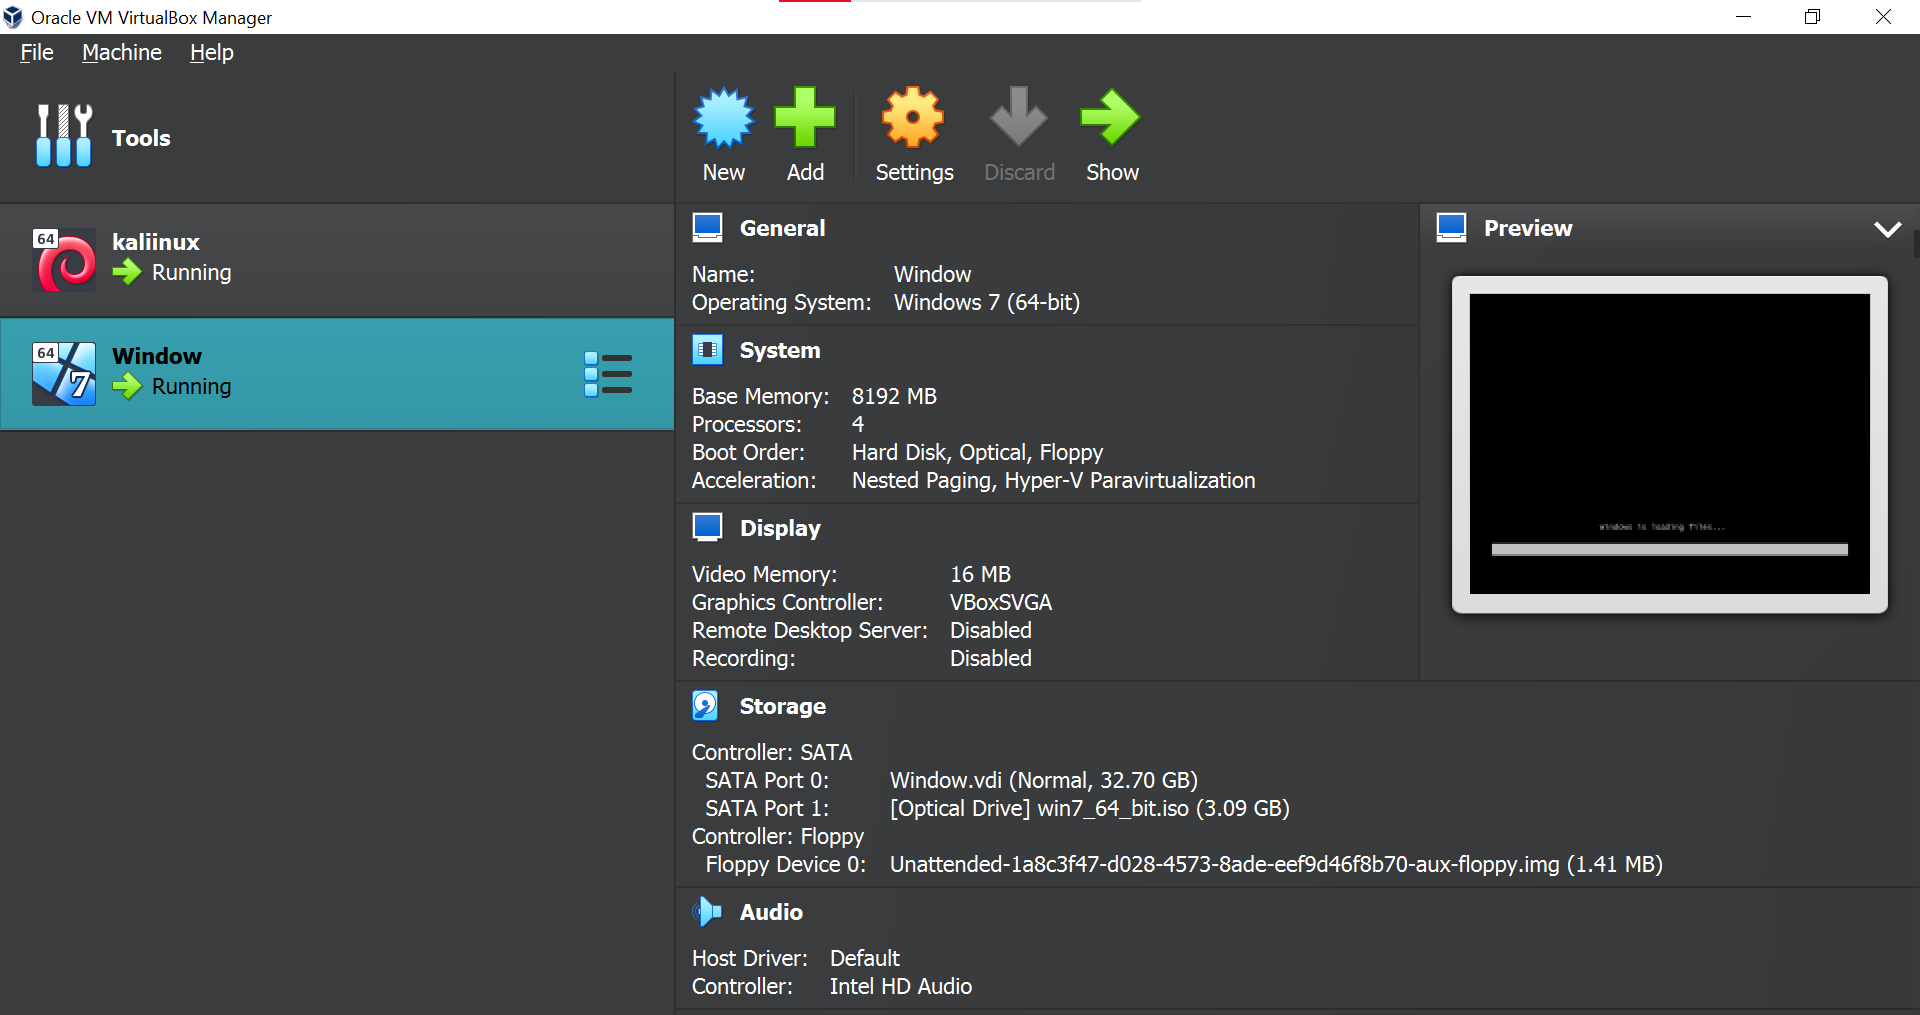 Oracle VM VirtualBox Manager
File Machine Help
Tools
New Add Settings Discard Show
64
kaliinux
Running
64
7
Window
Running
General
Name: Window
Operating System: Windows 7 (64-bit)
System
Base Memory: 8192 MB
Processors: 4
Boot Order: Hard Disk, Optical, Floppy
Acceleration: Nested Paging, Hyper-V Paravirtualization
Display
Video Memory: 16 MB
Graphics Controller: VBoxSVGA
Remote Desktop Server: Disabled
Recording: Disabled
Storage
Controller: SATA
SATA Port 0: Window.vdi (Normal, 32.70 GB)
SATA Port 1: [Optical Drive] win7_64_bit.iso (3.09 GB)
Controller: Floppy
Floppy Device 0: Unattended-1a8c3f47-d028-4573-8ade-eef9d46f8b70-aux-floppy.img (1.41 MB)
Audio
Host Driver: Default
Controller: Intel HD Audio
Preview
Windows is loading files...